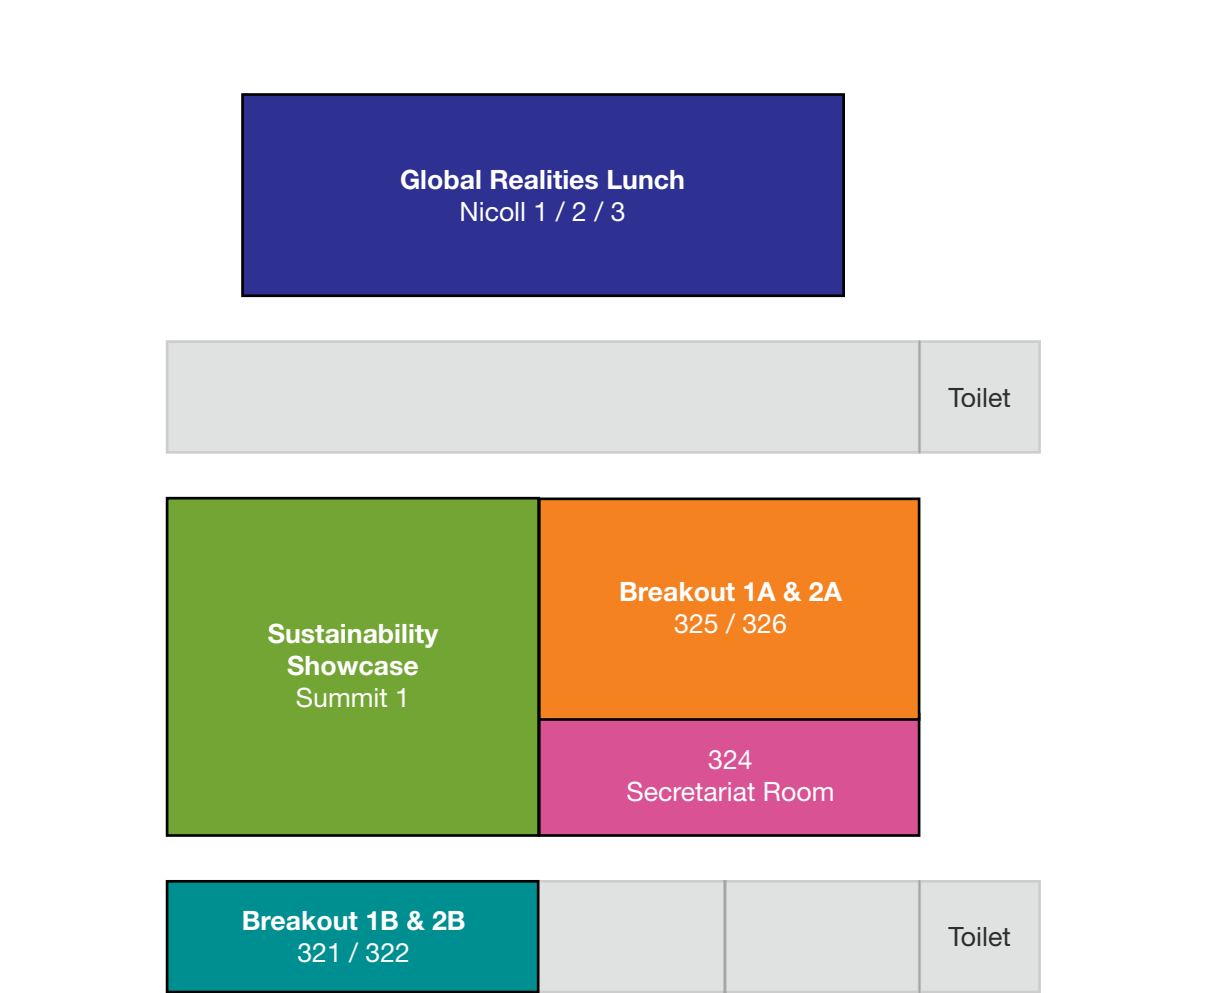 Global Realities Lunch
Nicoll 1 / 2 / 3
Toilet
Sustainability
Showcase
Summit 1
Breakout 1A & 2A
325 / 326
324
Secretariat Room
Breakout 1B & 2B
321 / 322
Toilet